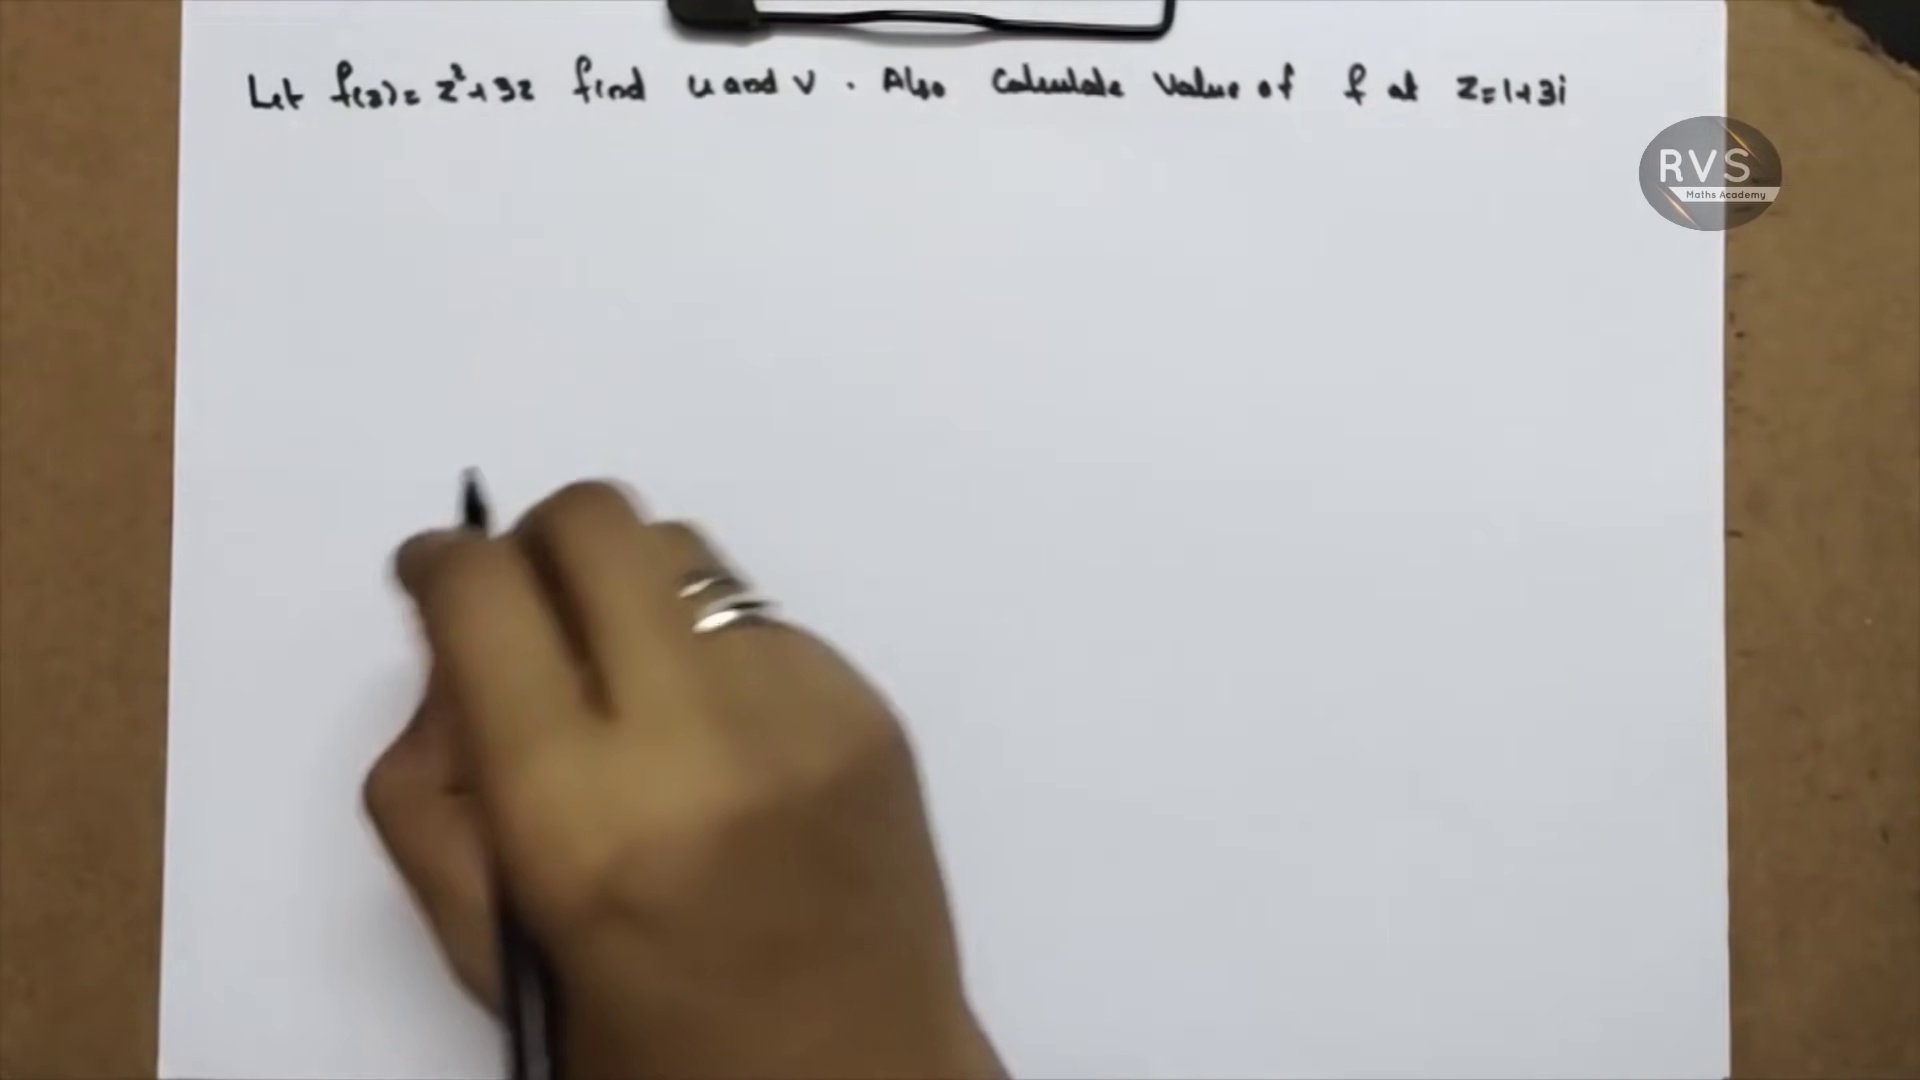 Let f(z)= z²+3z find u and v. Also Calculate Value of f at z=1+3i
RVS
Maths Academy